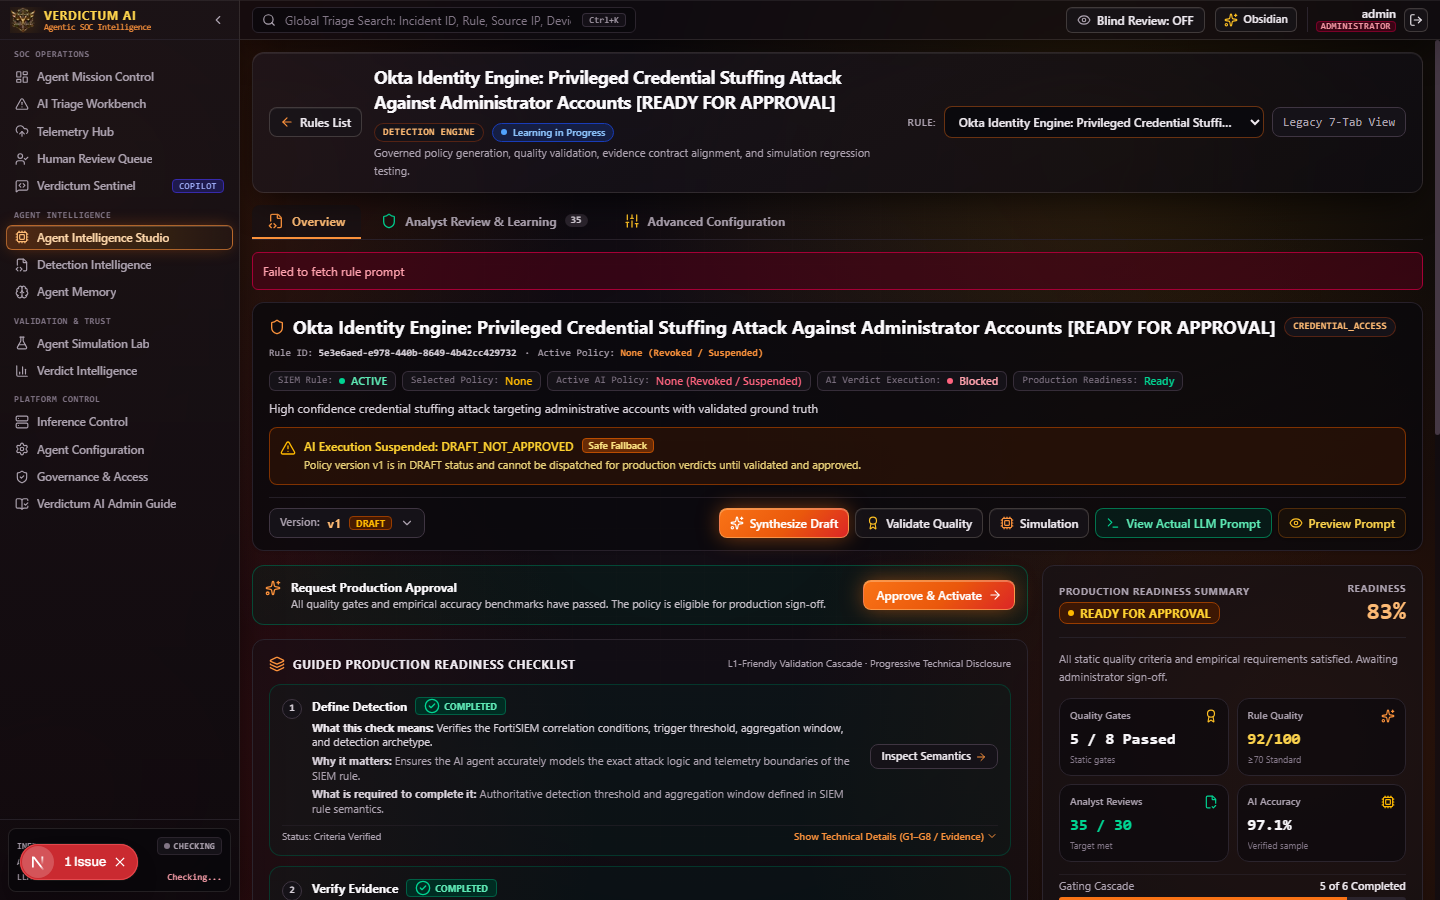 VERDICTUM AI
Agentic SOC Intelligence
Global Triage Search: Incident ID, Rule, Source IP, Devi
Ctrl+K
Blind Review: OFF
Obsidian
admin
ADMINISTRATOR
SOC OPERATIONS
Agent Mission Control
AI Triage Workbench
Telemetry Hub
Human Review Queue
Verdictum Sentinel
COPILOT
AGENT INTELLIGENCE
Agent Intelligence Studio
Detection Intelligence
Agent Memory
VALIDATION & TRUST
Agent Simulation Lab
Verdict Intelligence
PLATFORM CONTROL
Inference Control
Agent Configuration
Governance & Access
Verdictum AI Admin Guide
CHECKING
Checking...
N
1 Issue
Rules List
Okta Identity Engine: Privileged Credential Stuffing Attack
Against Administrator Accounts [READY FOR APPROVAL]
DETECTION ENGINE
Learning in Progress
Governed policy generation, quality validation, evidence contract alignment, and simulation regression
testing.
RULE:
Okta Identity Engine: Privileged Credential Stuffi...
Legacy 7-Tab View
Overview
Analyst Review & Learning
35
Advanced Configuration
Failed to fetch rule prompt
Okta Identity Engine: Privileged Credential Stuffing Attack Against Administrator Accounts [READY FOR APPROVAL]
CREDENTIAL_ACCESS
Rule ID: 5e3e6aed-e978-440b-8649-4b42cc429732 · Active Policy: None (Revoked / Suspended)
SIEM Rule: ACTIVE
Selected Policy: None
Active AI Policy: None (Revoked / Suspended)
AI Verdict Execution: Blocked
Production Readiness: Ready
High confidence credential stuffing attack targeting administrative accounts with validated ground truth
AI Execution Suspended: DRAFT_NOT_APPROVED
Safe Fallback
Policy version v1 is in DRAFT status and cannot be dispatched for production verdicts until validated and approved.
Version: v1 DRAFT
Synthesize Draft
Validate Quality
Simulation
View Actual LLM Prompt
Preview Prompt
Request Production Approval
All quality gates and empirical accuracy benchmarks have passed. The policy is eligible for production sign-off.
Approve & Activate
GUIDED PRODUCTION READINESS CHECKLIST
L1-Friendly Validation Cascade · Progressive Technical Disclosure
1
Define Detection
COMPLETED
What this check means: Verifies the FortiSIEM correlation conditions, trigger threshold, aggregation window,
and detection archetype.
Why it matters: Ensures the AI agent accurately models the exact attack logic and telemetry boundaries of the
SIEM rule.
What is required to complete it: Authoritative detection threshold and aggregation window defined in SIEM
rule semantics.
Inspect Semantics
Status: Criteria Verified
Show Technical Details (G1–G8 / Evidence)
2
Verify Evidence
COMPLETED
PRODUCTION READINESS SUMMARY
READY FOR APPROVAL
READINESS
83%
All static quality criteria and empirical requirements satisfied. Awaiting
administrator sign-off.
Quality Gates
5 / 8 Passed
Static gates
Rule Quality
92/100
≥70 Standard
Analyst Reviews
35 / 30
Target met
AI Accuracy
97.1%
Verified sample
Gating Cascade
5 of 6 Completed